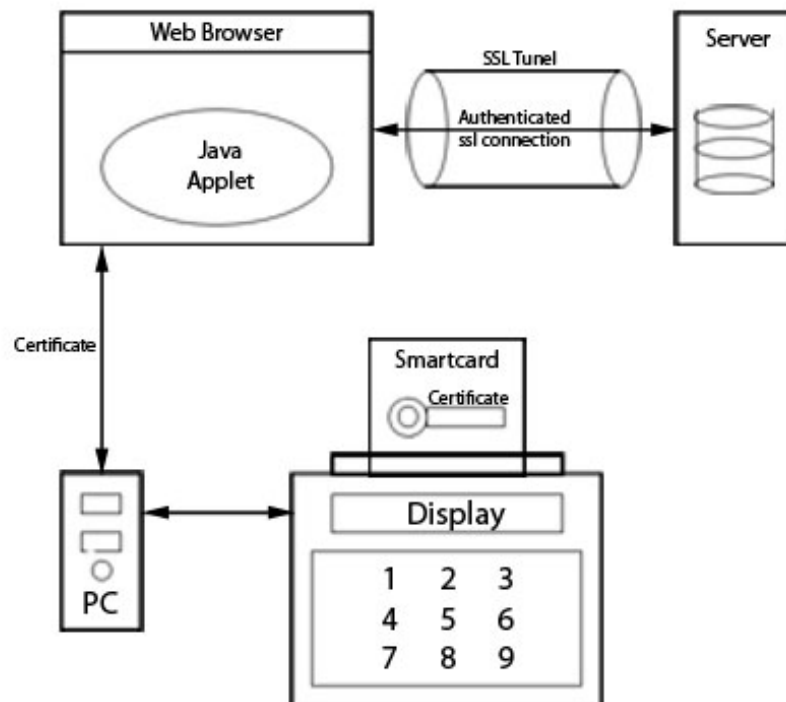 Web Browser
Java
Applet
SSL Tunel
Authenticated
ssl connection
Server
Certificate
Smartcard
Certificate
PC
Display
1 2 3
4 5 6
7 8 9